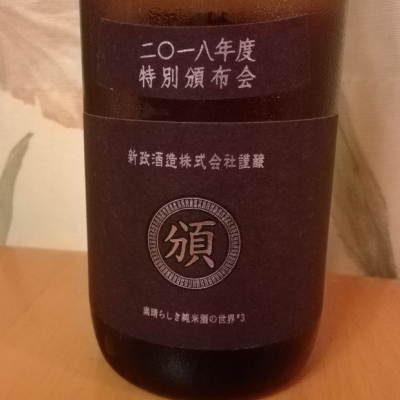 二〇一八年度
特別頒布会
新政酒造株式会社謹醸
頒
素晴らしき純米酒の世界#3